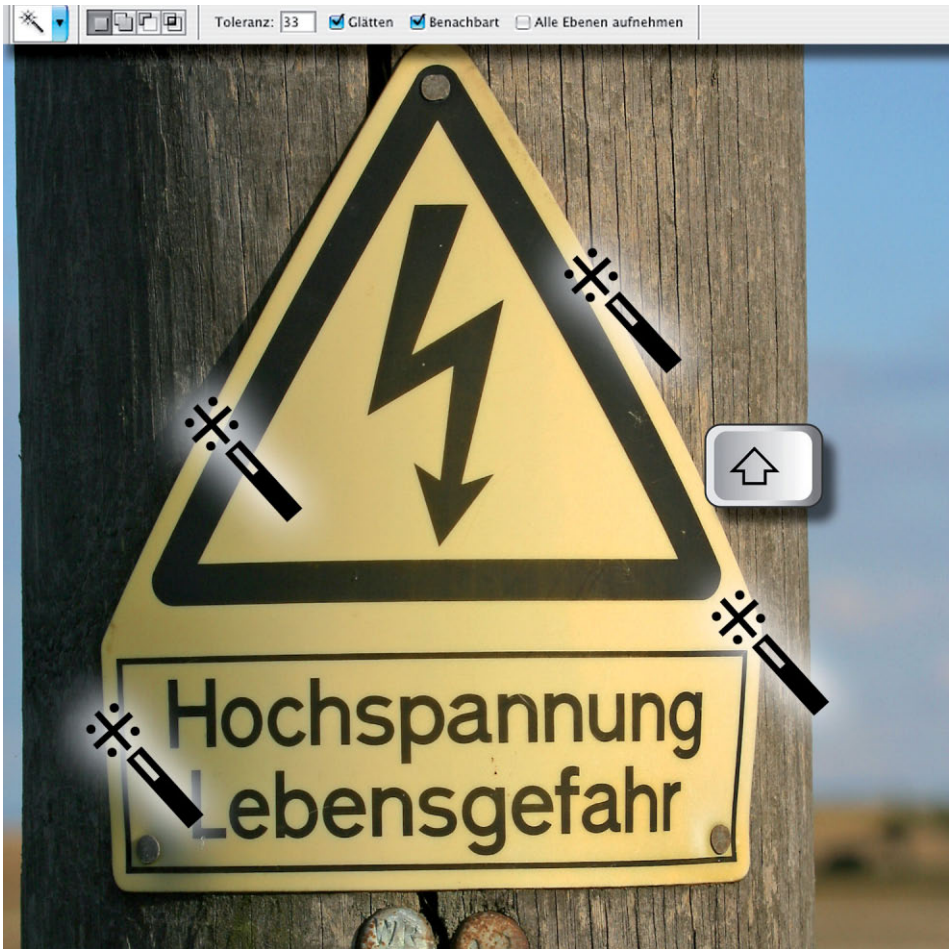 Toleranz: 33 Glätten Benachbart Alle Ebenen aufnehmen
Hochspannung
Lebensgefahr